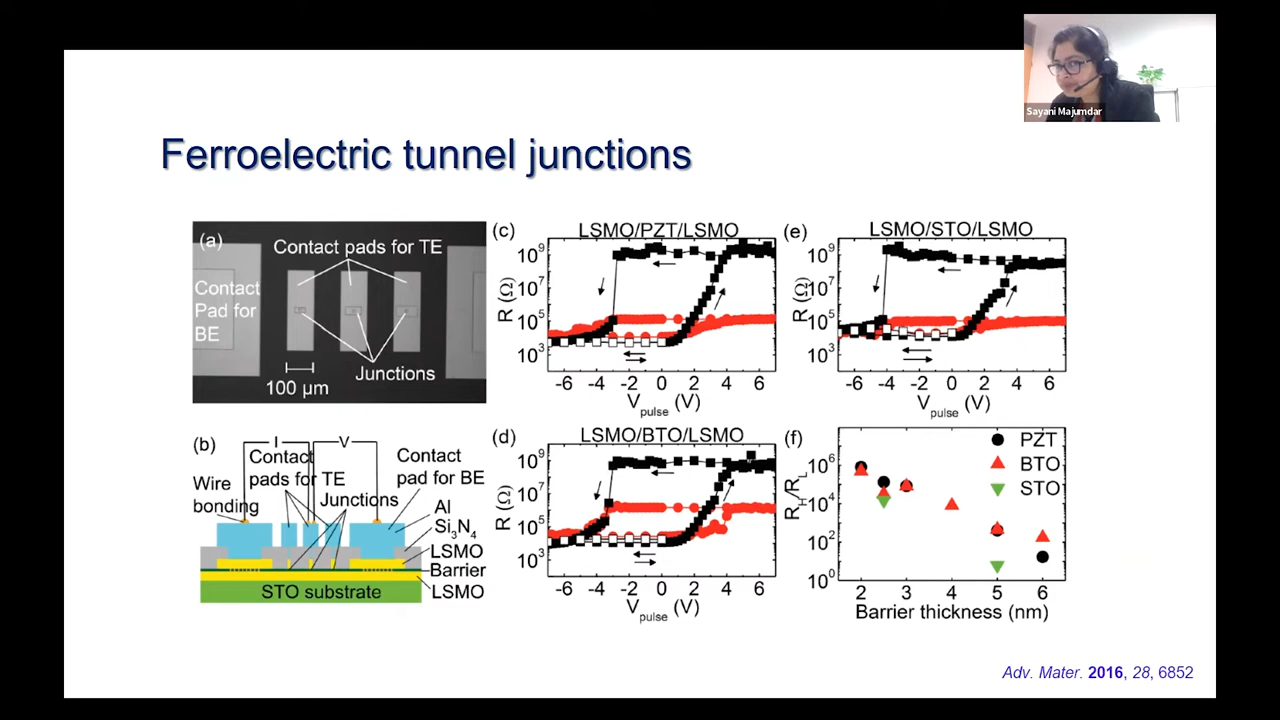 Sayani Majumdar
Ferroelectric tunnel junctions
(a)
Contact pads for TE
Contact
Pad for
BE
Junctions
100 µm
(b)
I
V
Contact
pads for TE
Contact
pad for BE
Wire
bonding
Junctions
Al
Si3N4
LSMO
Barrier
LSMO
STO substrate
(c)
LSMO/PZT/LSMO
R (Ω)
10^9
10^7
10^5
10^3
-6 -4 -2 0 2 4 6
Vpulse (V)
(d)
LSMO/BTO/LSMO
R (Ω)
10^9
10^7
10^5
10^3
-6 -4 -2 0 2 4 6
Vpulse (V)
(e)
LSMO/STO/LSMO
R (Ω)
10^9
10^7
10^5
10^3
-6 -4 -2 0 2 4 6
Vpulse (V)
(f)
PZT
BTO
STO
RH/RL
10^6
10^4
10^2
10^0
2 3 4 5 6
Barrier thickness (nm)
Adv. Mater. 2016, 28, 6852